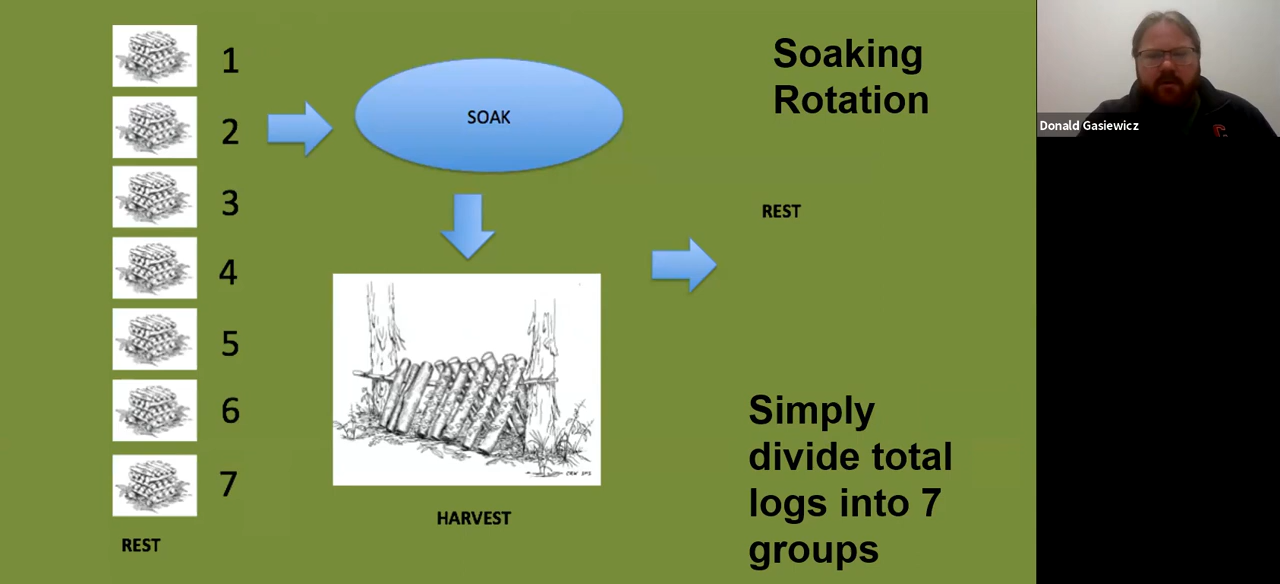 1
2
3
4
5
6
7
REST
SOAK
HARVEST
Soaking
Rotation
REST
Simply
divide total
logs into 7
groups
Donald Gasiewicz